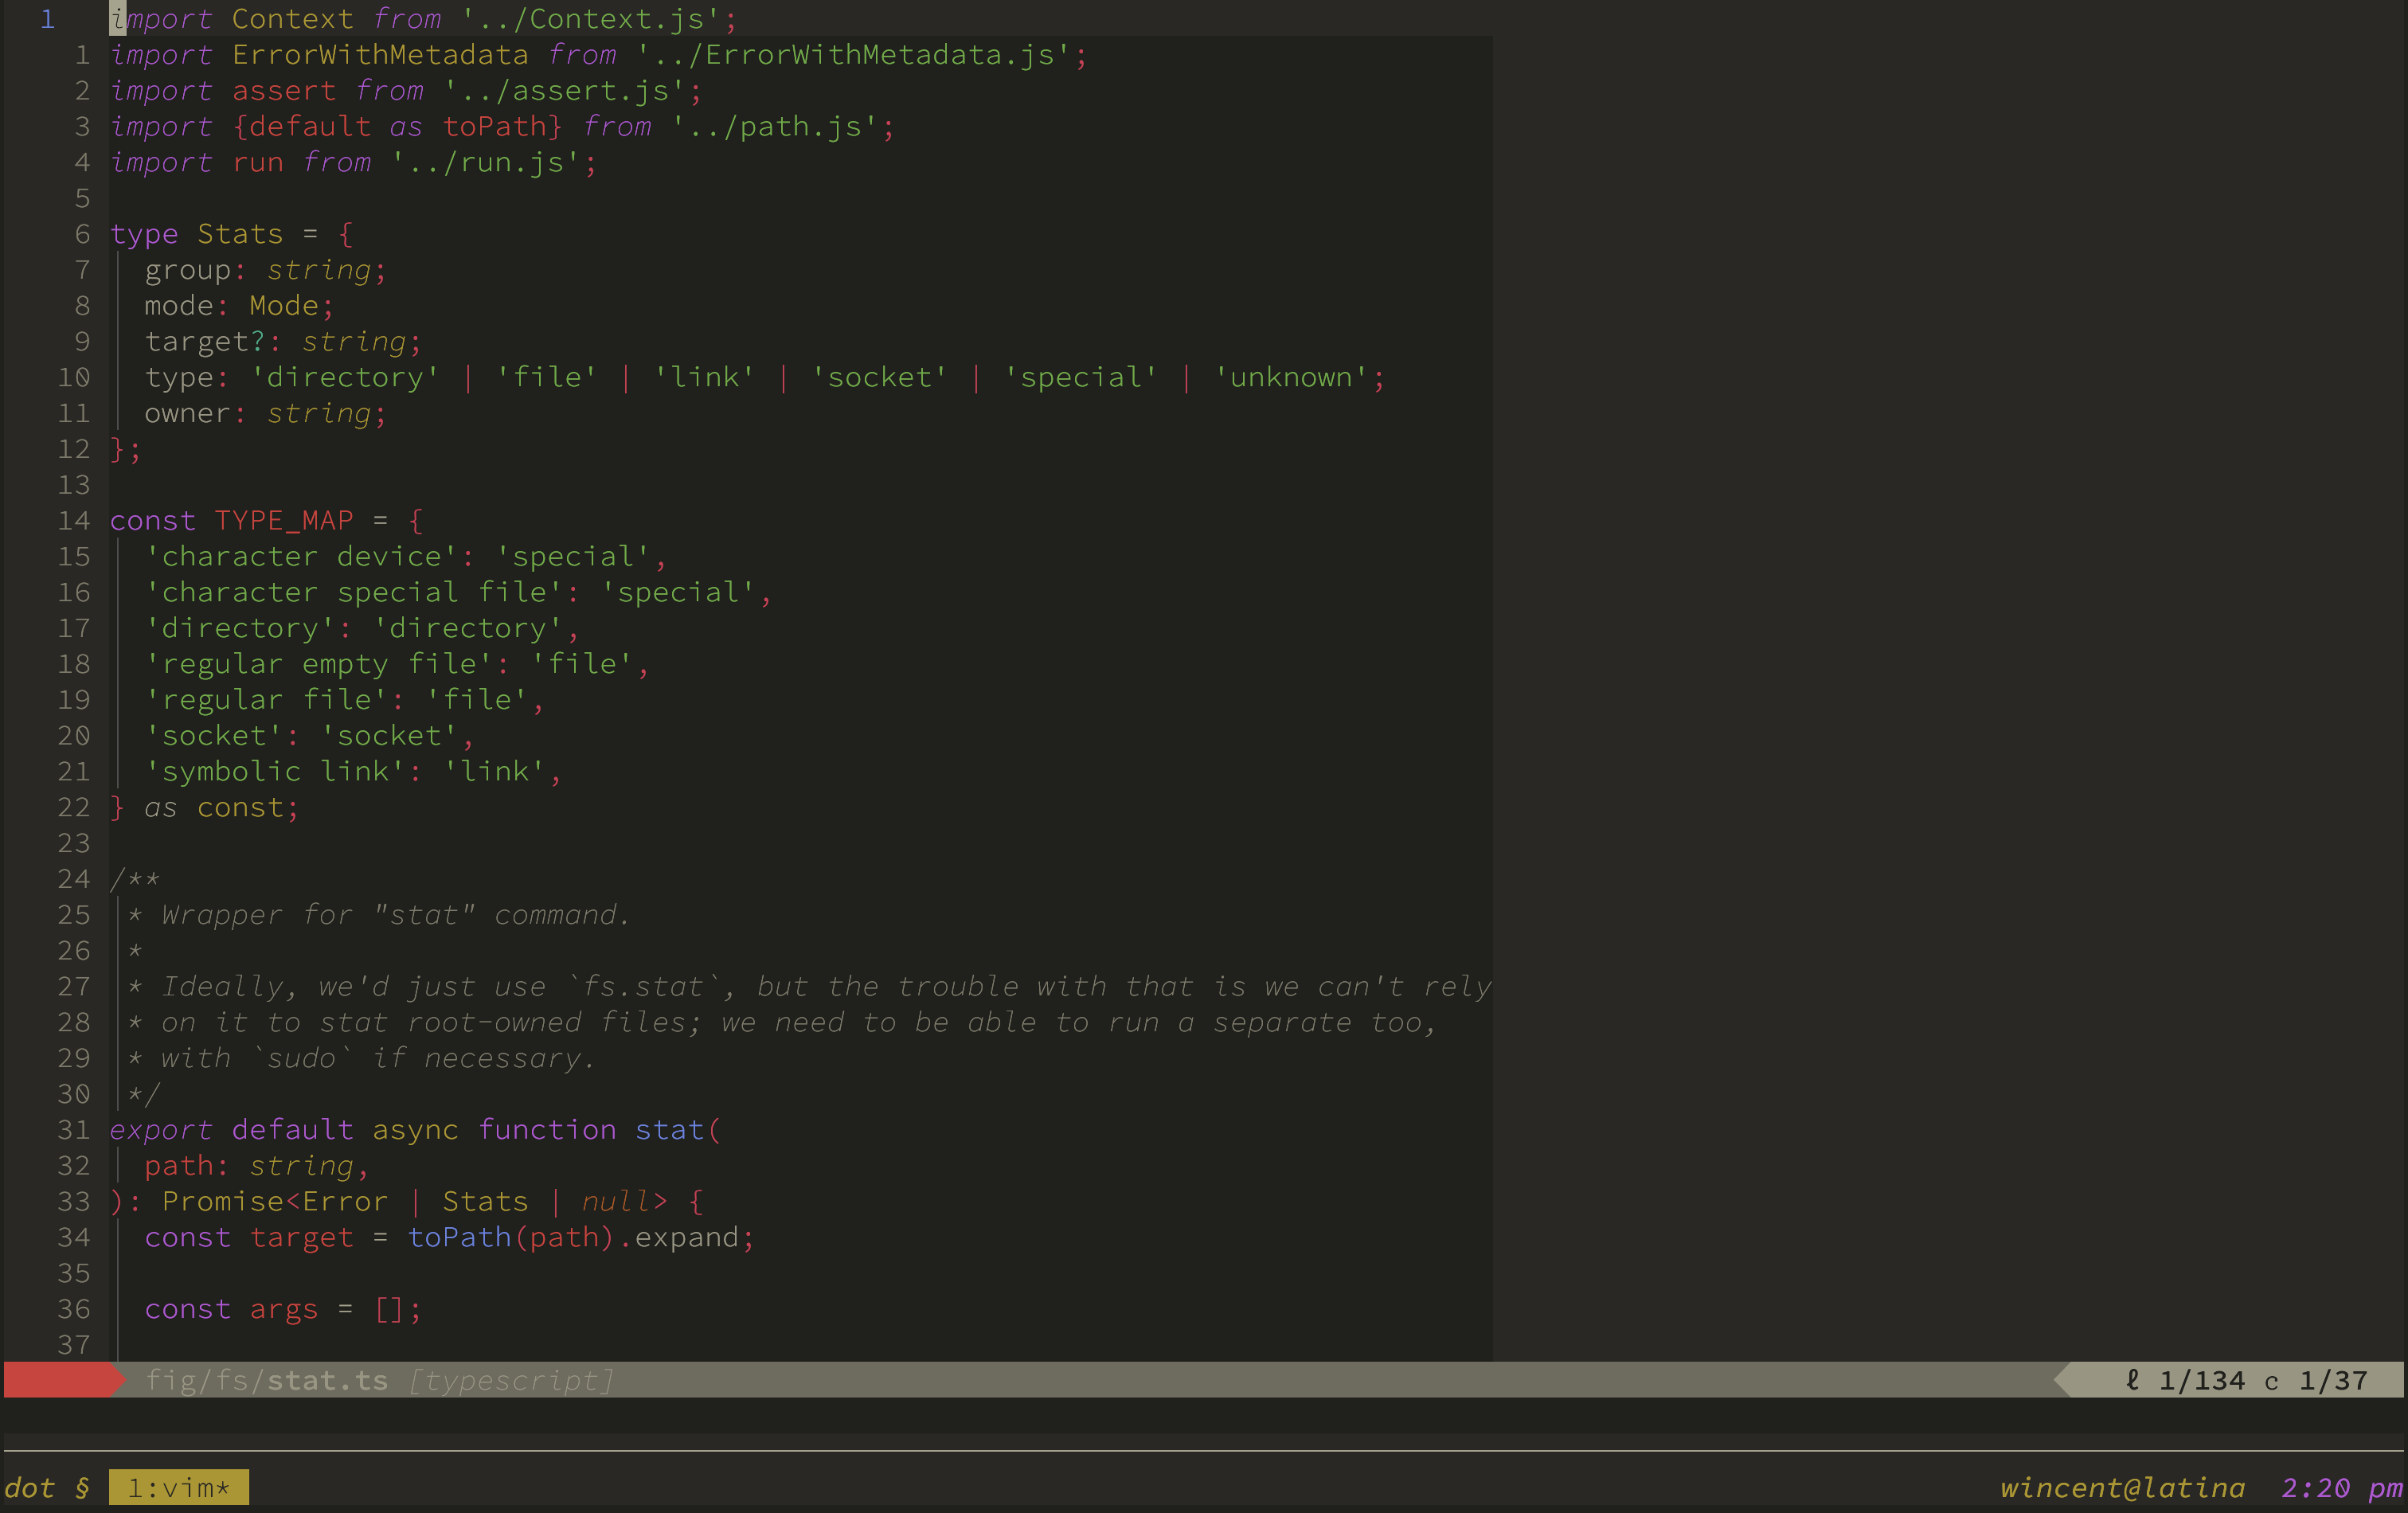 1 import Context from '../Context.js';
1 import ErrorWithMetadata from '../ErrorWithMetadata.js';
2 import assert from '../assert.js';
3 import {default as toPath} from '../path.js';
4 import run from '../run.js';
5
6 type Stats = {
7 group: string;
8 mode: Mode;
9 target?: string;
10 type: 'directory' | 'file' | 'link' | 'socket' | 'special' | 'unknown';
11 owner: string;
12 };
13
14 const TYPE_MAP = {
15 'character device': 'special',
16 'character special file': 'special',
17 'directory': 'directory',
18 'regular empty file': 'file',
19 'regular file': 'file',
20 'socket': 'socket',
21 'symbolic link': 'link',
22 } as const;
23
24 /**
25 * Wrapper for "stat" command.
26 *
27 * Ideally, we'd just use `fs.stat`, but the trouble with that is we can't rely
28 * on it to stat root-owned files; we need to be able to run a separate too,
29 * with `sudo` if necessary.
30 */
31 export default async function stat(
32 path: string,
33 ): Promise<Error | Stats | null> {
34 const target = toPath(path).expand;
35
36 const args = [];
37
fig/fs/stat.ts [typescript] ℓ 1/134 c 1/37
dot § 1:vim* wincent@latina 2:20 pm